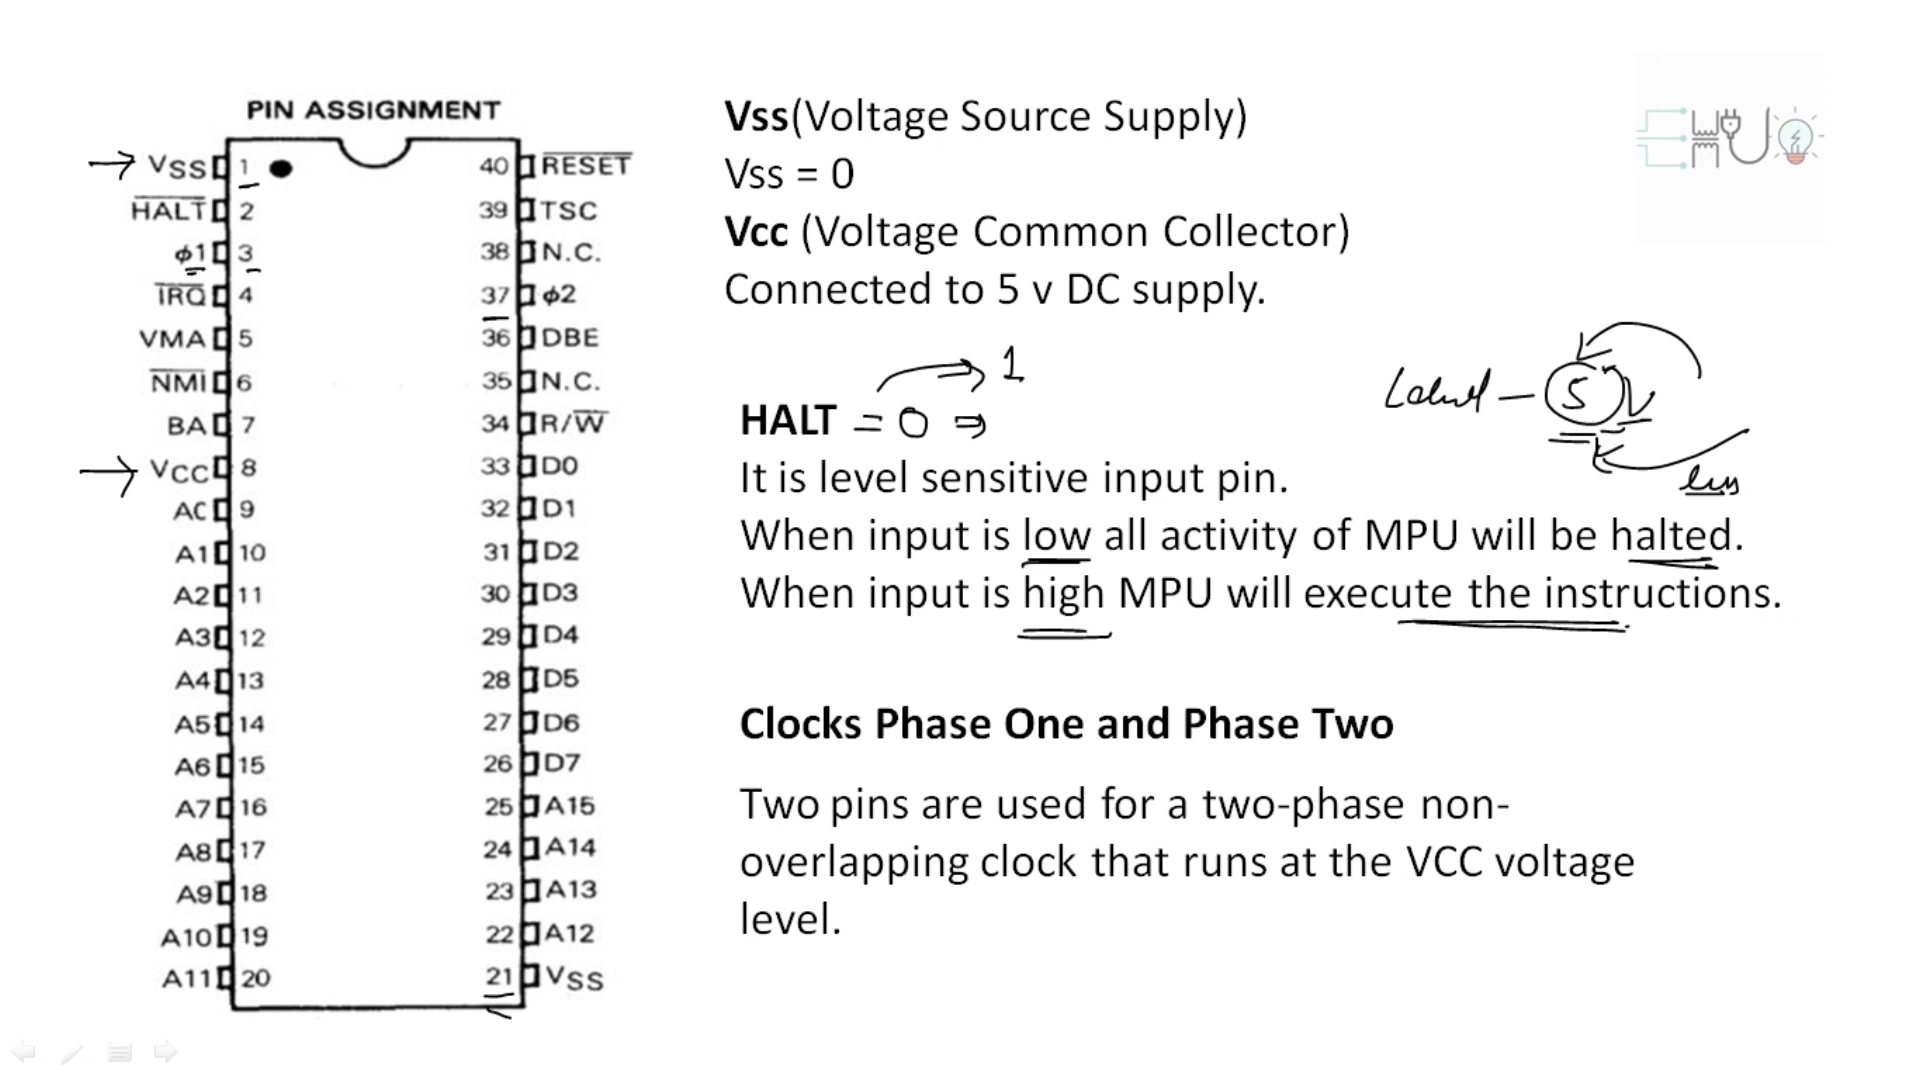 PIN ASSIGNMENT
VSS 1 40 RESET
HALT 2 39 TSC
ϕ1 3 38 N.C.
IRQ 4 37 ϕ2
VMA 5 36 DBE
NMI 6 35 N.C.
BA 7 34 R/W
VCC 8 33 D0
AC 9 32 D1
A1 10 31 D2
A2 11 30 D3
A3 12 29 D4
A4 13 28 D5
A5 14 27 D6
A6 15 26 D7
A7 16 25 A15
A8 17 24 A14
A9 18 23 A13
A10 19 22 A12
A11 20 21 VSS
Vss(Voltage Source Supply)
Vss = 0
Vcc (Voltage Common Collector)
Connected to 5 v DC supply.
1
HALT = 0 ⇒
5 V
It is level sensitive input pin.
When input is low all activity of MPU will be halted.
When input is high MPU will execute the instructions.
Clocks Phase One and Phase Two
Two pins are used for a two-phase non-
overlapping clock that runs at the VCC voltage
level.